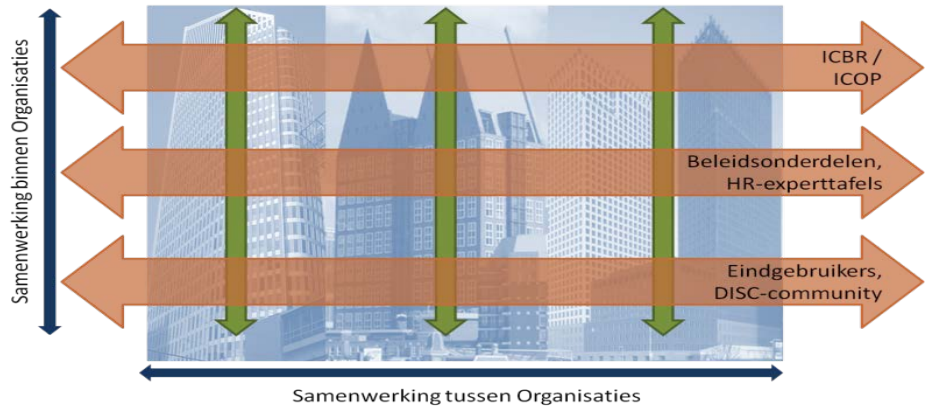 Samenwerking binnen Organisaties
ICBR /
ICOP
Beleidsonderdelen,
HR-experttafels
Eindgebruikers,
DISC-community
Samenwerking tussen Organisaties